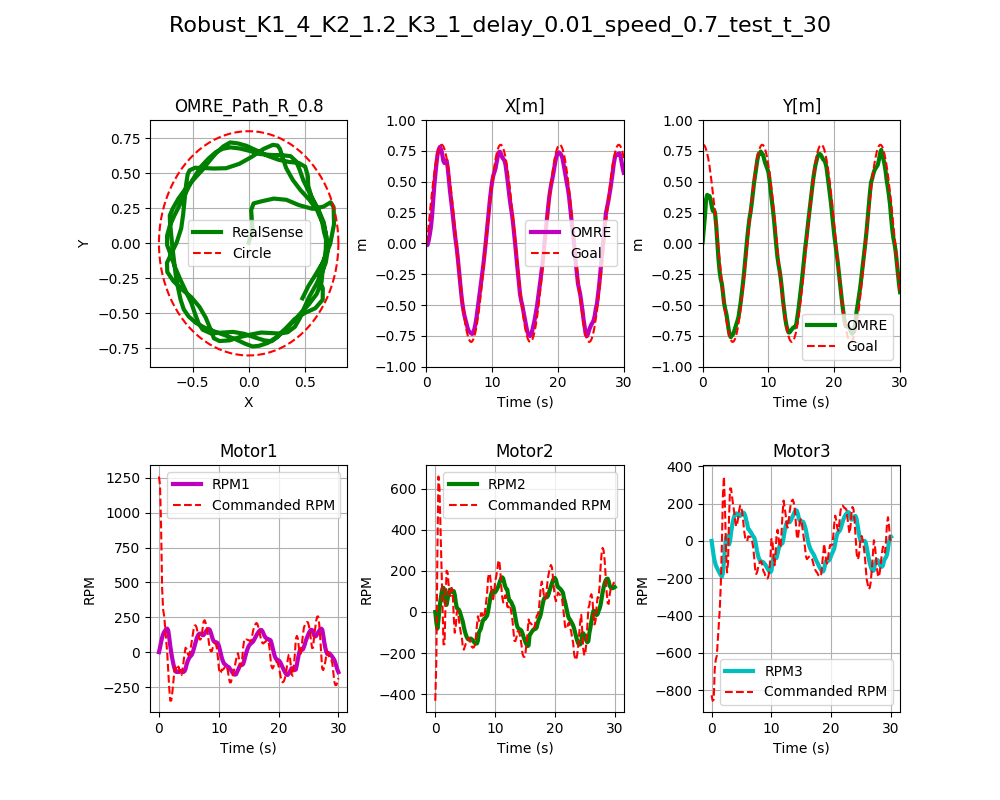 Robust_K1_4_K2_1.2_K3_1_delay_0.01_speed_0.7_test_t_30
OMRE_Path_R_0.8
0.75
0.50
0.25
0.00
−0.25
−0.50
−0.75
Y
−0.5
0.0
0.5
X
RealSense
Circle
X[m]
1.00
0.75
0.50
0.25
0.00
−0.25
−0.50
−0.75
−1.00
m
0
10
20
30
Time (s)
OMRE
Goal
Y[m]
1.00
0.75
0.50
0.25
0.00
−0.25
−0.50
−0.75
−1.00
m
0
10
20
30
Time (s)
OMRE
Goal
Motor1
1250
1000
750
500
250
0
−250
RPM
0
10
20
30
Time (s)
RPM1
Commanded RPM
Motor2
600
400
200
0
−200
−400
RPM
0
10
20
30
Time (s)
RPM2
Commanded RPM
Motor3
400
200
0
−200
−400
−600
−800
RPM
0
10
20
30
Time (s)
RPM3
Commanded RPM